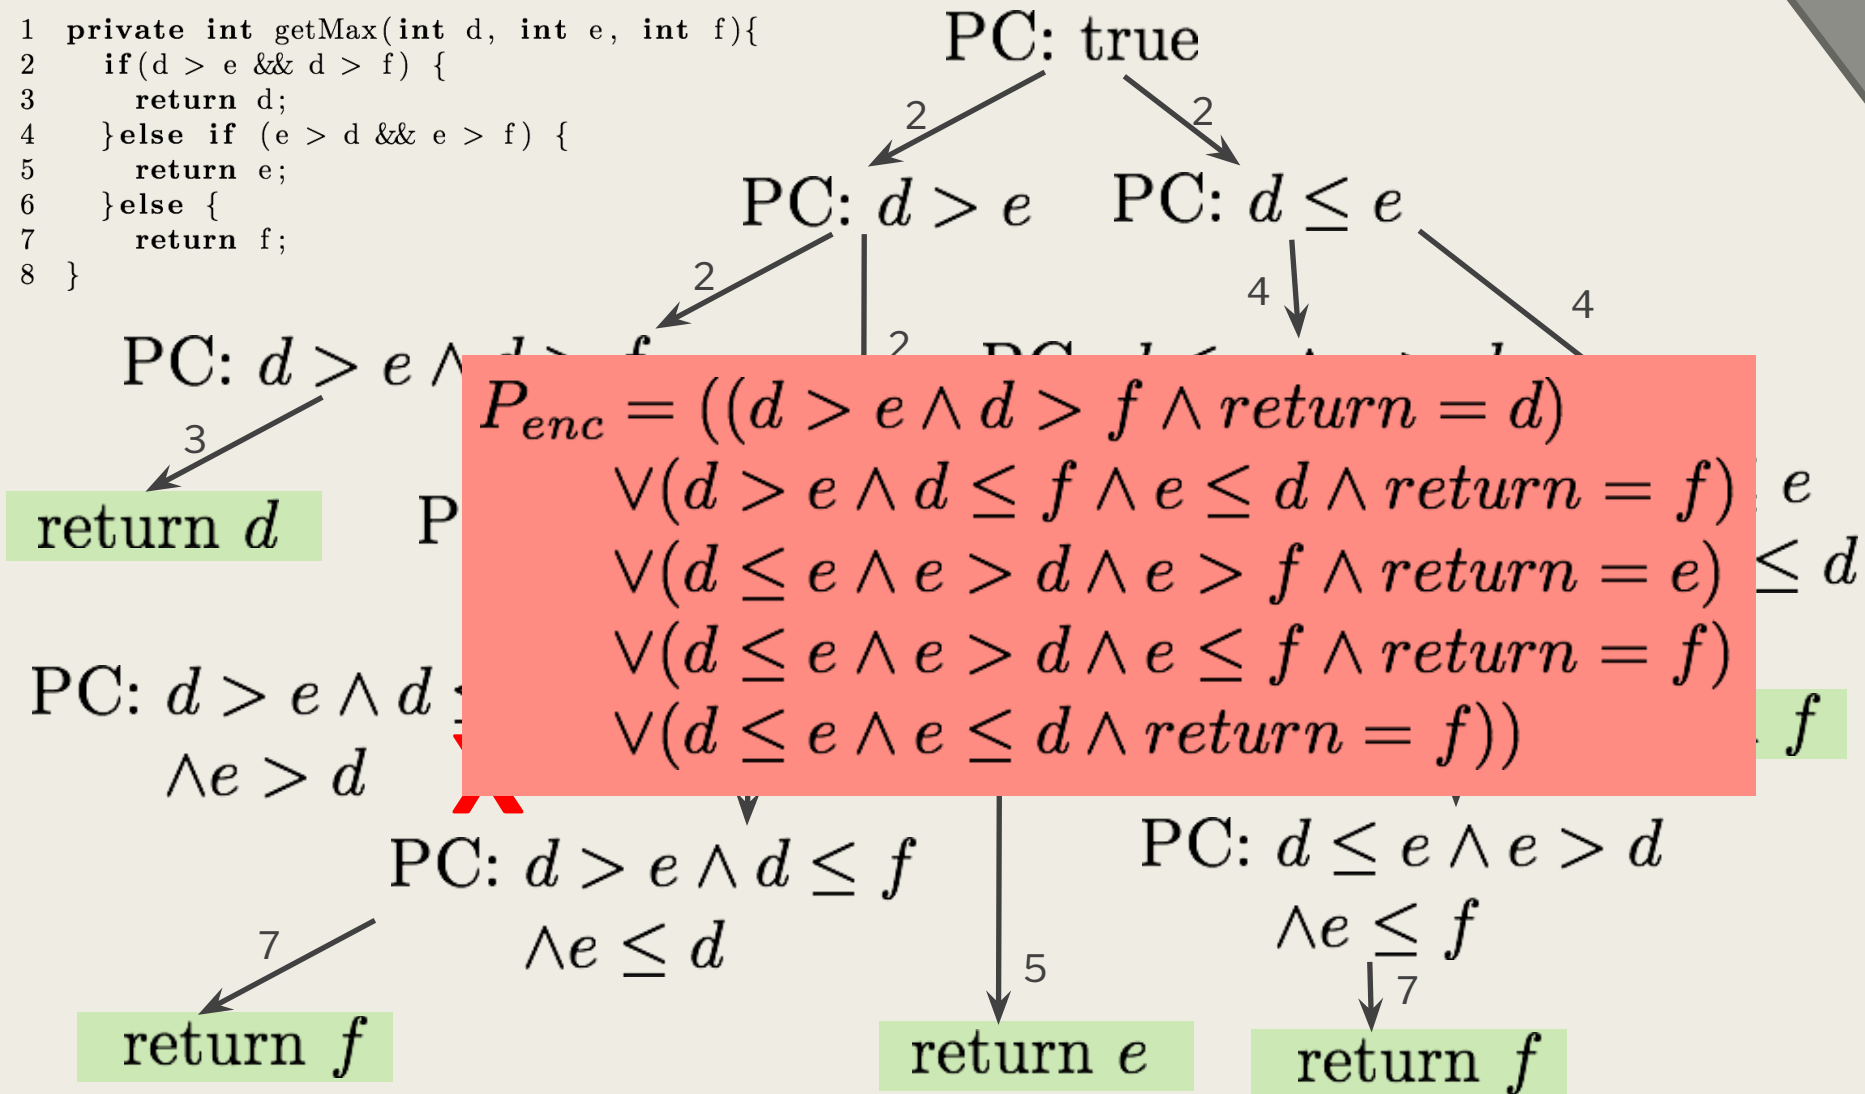 1 private int getMax(int d, int e, int f){
2 if(d > e && d > f) {
3 return d;
4 }else if (e > d && e > f) {
5 return e;
6 }else {
7 return f;
8 }
PC: true
2
2
PC: d > e
PC: d ≤ e
2
2
4
4
PC: d > e ∧ d > f
3
return d
P
P_enc = ((d > e ∧ d > f ∧ return = d)
∨(d > e ∧ d ≤ f ∧ e ≤ d ∧ return = f)
∨(d ≤ e ∧ e > d ∧ e > f ∧ return = e)
∨(d ≤ e ∧ e > d ∧ e ≤ f ∧ return = f)
∨(d ≤ e ∧ e ≤ d ∧ return = f))
e
≤ d
f
PC: d > e ∧ d
∧e > d
PC: d > e ∧ d ≤ f
∧e ≤ d
PC: d ≤ e ∧ e > d
∧e ≤ f
7
5
7
return f
return e
return f